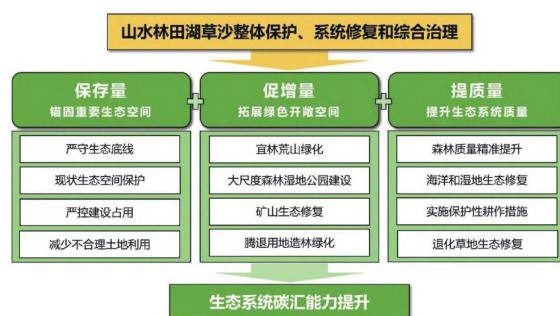 山水林田湖草沙整体保护、系统修复和综合治理
保存量
锚固重要生态空间
严守生态底线
现状生态空间保护
严控建设占用
减少不合理土地利用
+
促增量
拓展绿色开敞空间
宜林荒山绿化
大尺度森林湿地公园建设
矿山生态修复
腾退用地造林绿化
+
提质量
提升生态系统质量
森林质量精准提升
海洋和湿地生态修复
实施保护性耕作措施
退化草地生态修复
生态系统碳汇能力提升